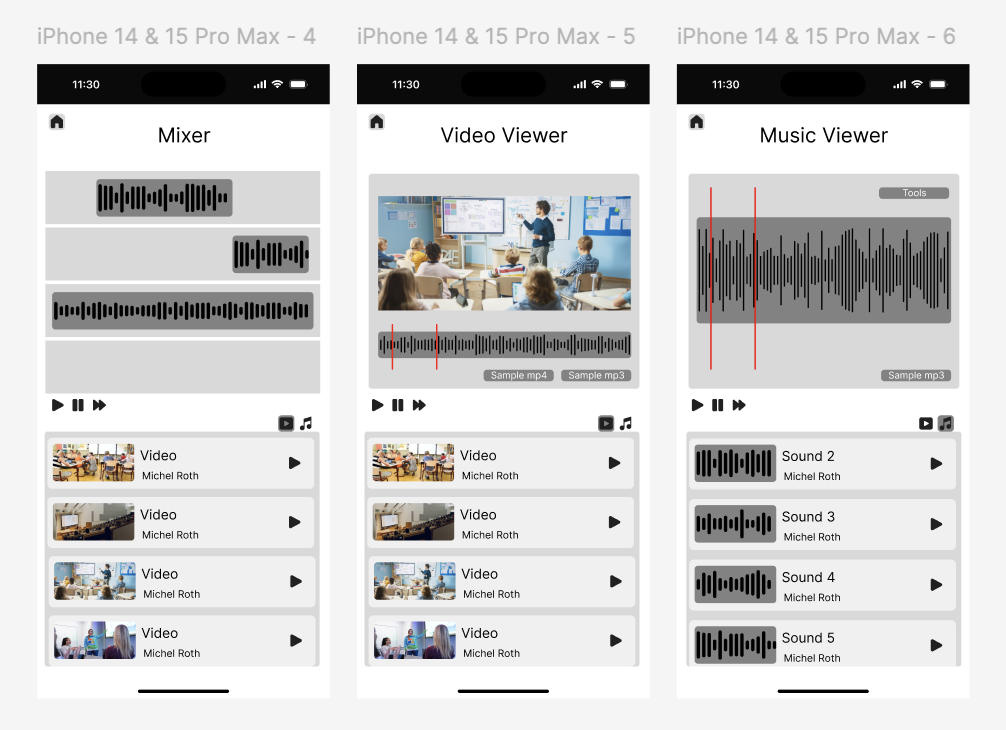 iPhone 14 & 15 Pro Max - 4
11:30
Mixer
Video
Michel Roth
Video
Michel Roth
Video
Michel Roth
Video
Michel Roth
iPhone 14 & 15 Pro Max - 5
11:30
Video Viewer
Sample mp4
Sample mp3
Video
Michel Roth
Video
Michel Roth
Video
Michel Roth
Video
Michel Roth
iPhone 14 & 15 Pro Max - 6
11:30
Music Viewer
Tools
Sample mp3
Sound 2
Michel Roth
Sound 3
Michel Roth
Sound 4
Michel Roth
Sound 5
Michel Roth